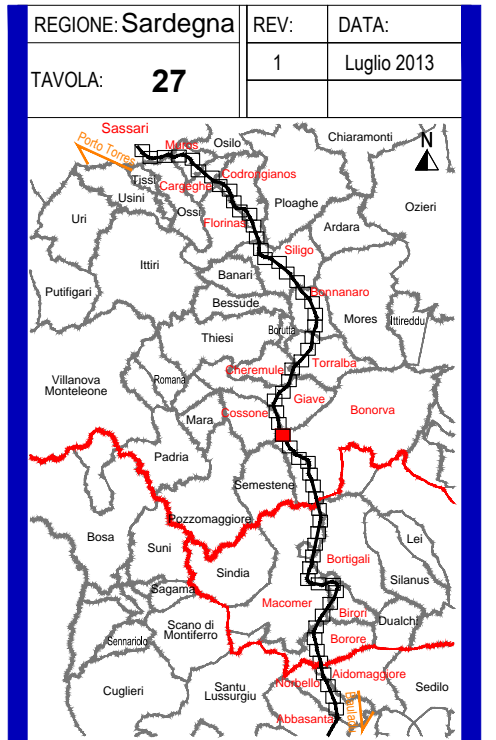 REGIONE: Sardegna
REV:
DATA:
TAVOLA: 27
1
Luglio 2013
Sassari
Porto Torres
Muros
Osilo
Chiaramonti
N
Tissi
Cargeghe
Codrongianos
Usini
Ossi
Ploaghe
Ozieri
Uri
Florinas
Ardara
Siligo
Ittiri
Banari
Putifigari
Bessude
Bonnanaro
Thiesi
Borutta
Mores
Ittireddu
Cheremule
Torralba
Villanova
Monteleone
Romana
Giave
Cossone
Bonorva
Mara
Padria
Semestene
Pozzomaggiore
Bosa
Suni
Lei
Sindia
Bortigali
Silanus
Sagama
Macomer
Birori
Dualchi
Scano di
Montiferro
Sennariolo
Borore
Aidomaggiore
Norbello
Sedilo
Cuglieri
Santu
Lussurgiu
Abbasanta